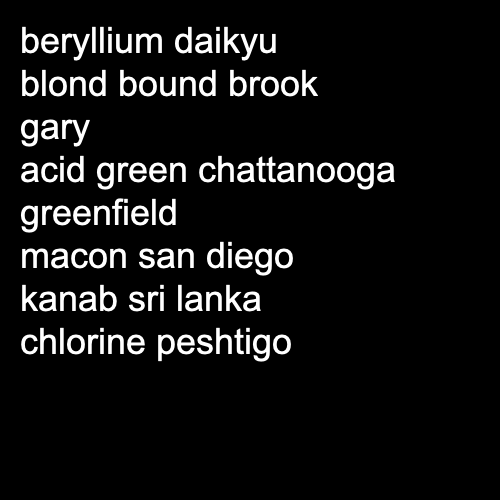 beryllium daikyu
blond bound brook
gary
acid green chattanooga
greenfield
macon san diego
kanab sri lanka
chlorine peshtigo